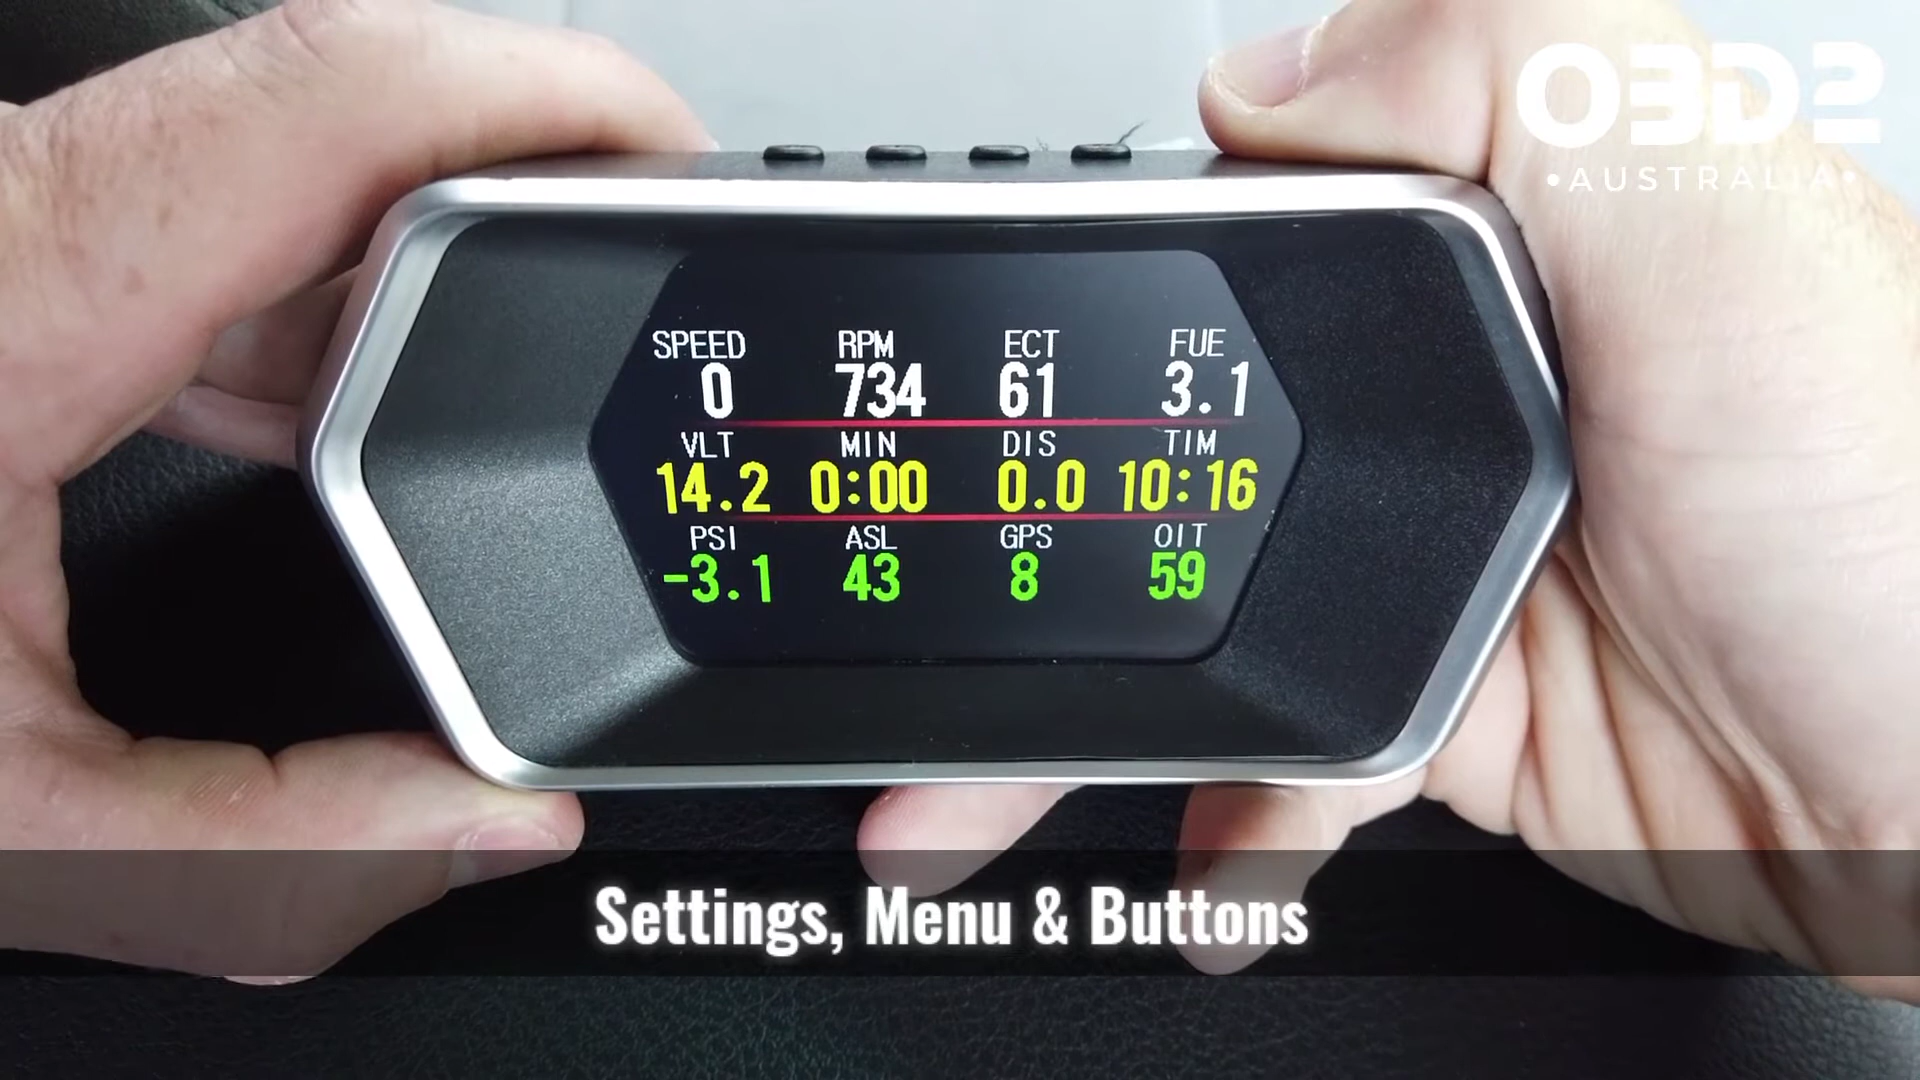 OBD2
•AUSTRALIA•
SPEED RPM ECT FUE
0 734 61 3.1
VLT MIN DIS TIM
14.2 0:00 0.0 10:16
PSI ASL GPS OIT
-3.1 43 8 59
Settings, Menu & Buttons